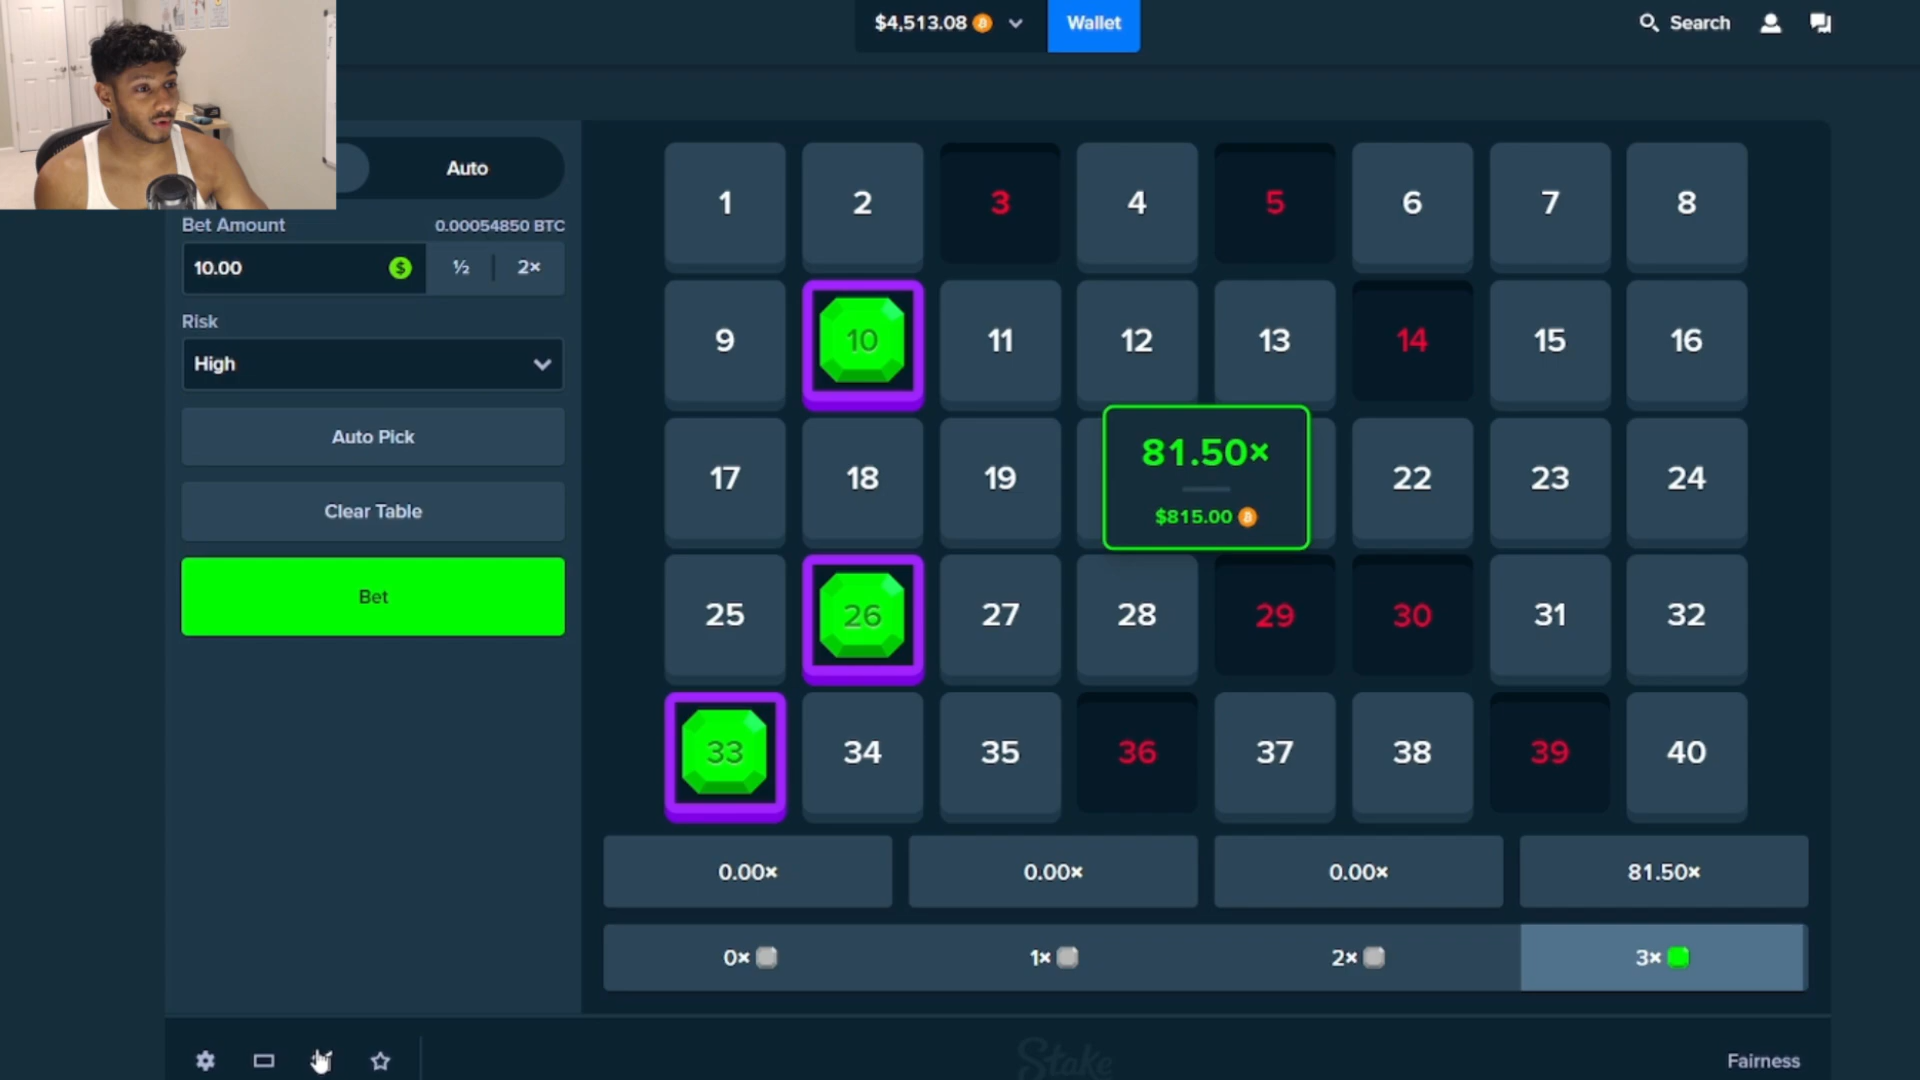 $4,513.08
Wallet
Search
Auto
Bet Amount 0.00054850 BTC
10.00 $ ½ 2×
Risk
High
Auto Pick
Clear Table
Bet
1 2 3 4 5 6 7 8
9 10 11 12 13 14 15 16
17 18 19 22 23 24
81.50×
$815.00
25 26 27 28 29 30 31 32
33 34 35 36 37 38 39 40
0.00× 0.00× 0.00× 81.50×
0× 1× 2× 3×
Stake
Fairness